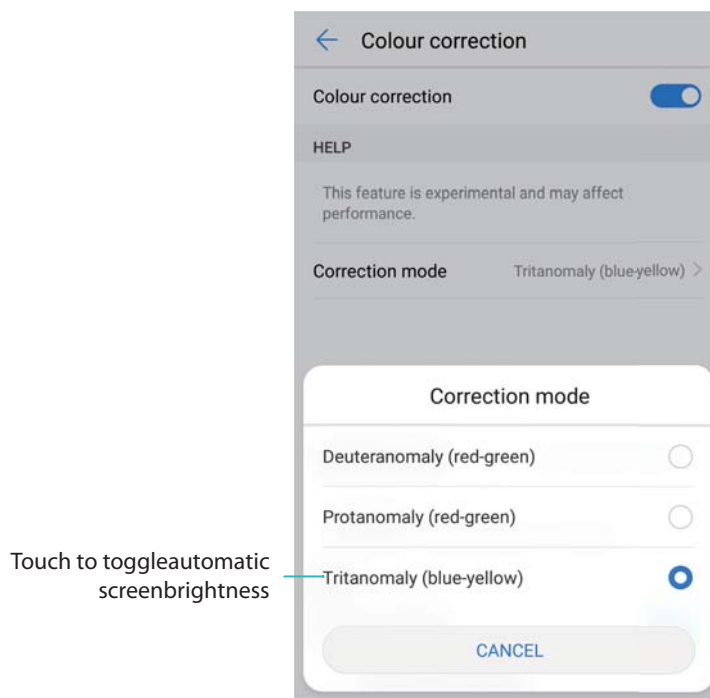 Colour correction
Colour correction
HELP
This feature is experimental and may affect
performance.
Correction mode Tritanomaly (blue-yellow)
Correction mode
Deuteranomaly (red-green)
Protanomaly (red-green)
Touch to toggleautomatic
screenbrightness
Tritanomaly (blue-yellow)
CANCEL